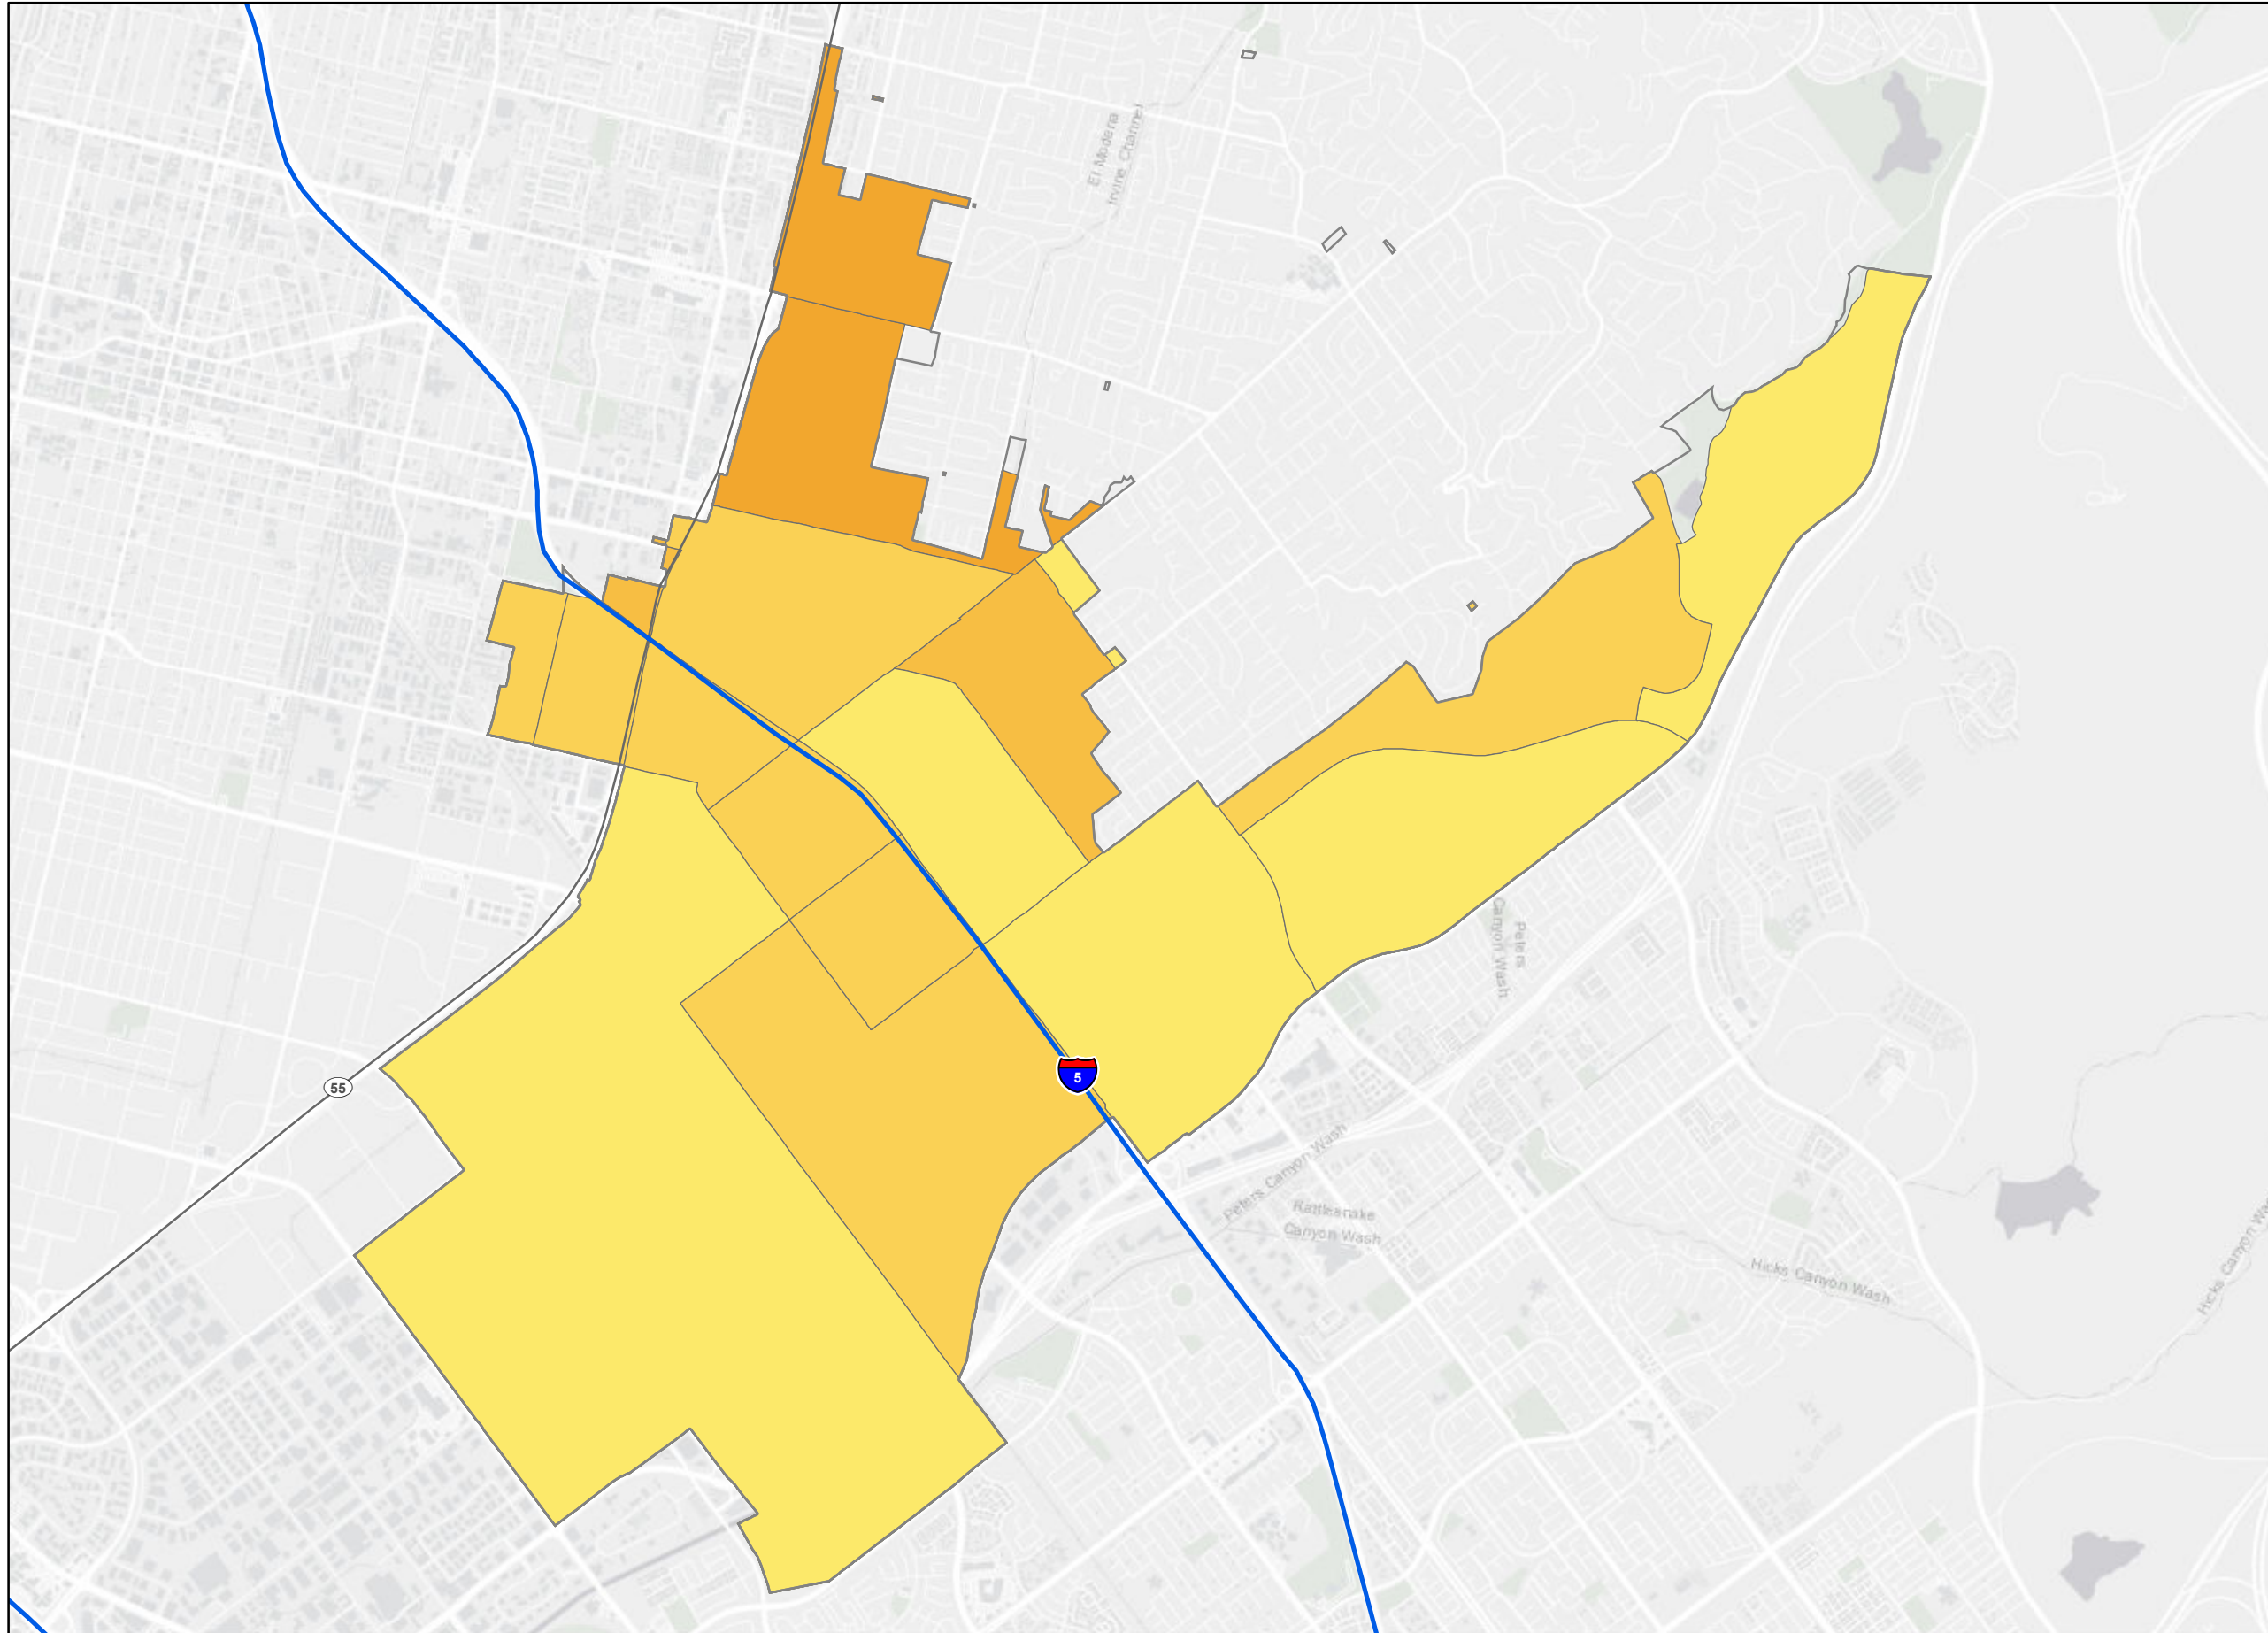 El Modena
Irvine Channel
Peters
Canyon Wash
55
5
Peters Canyon Wash
Rattlesnake
Canyon Wash
Hicks Canyon Wash
Hicks Canyon Wa